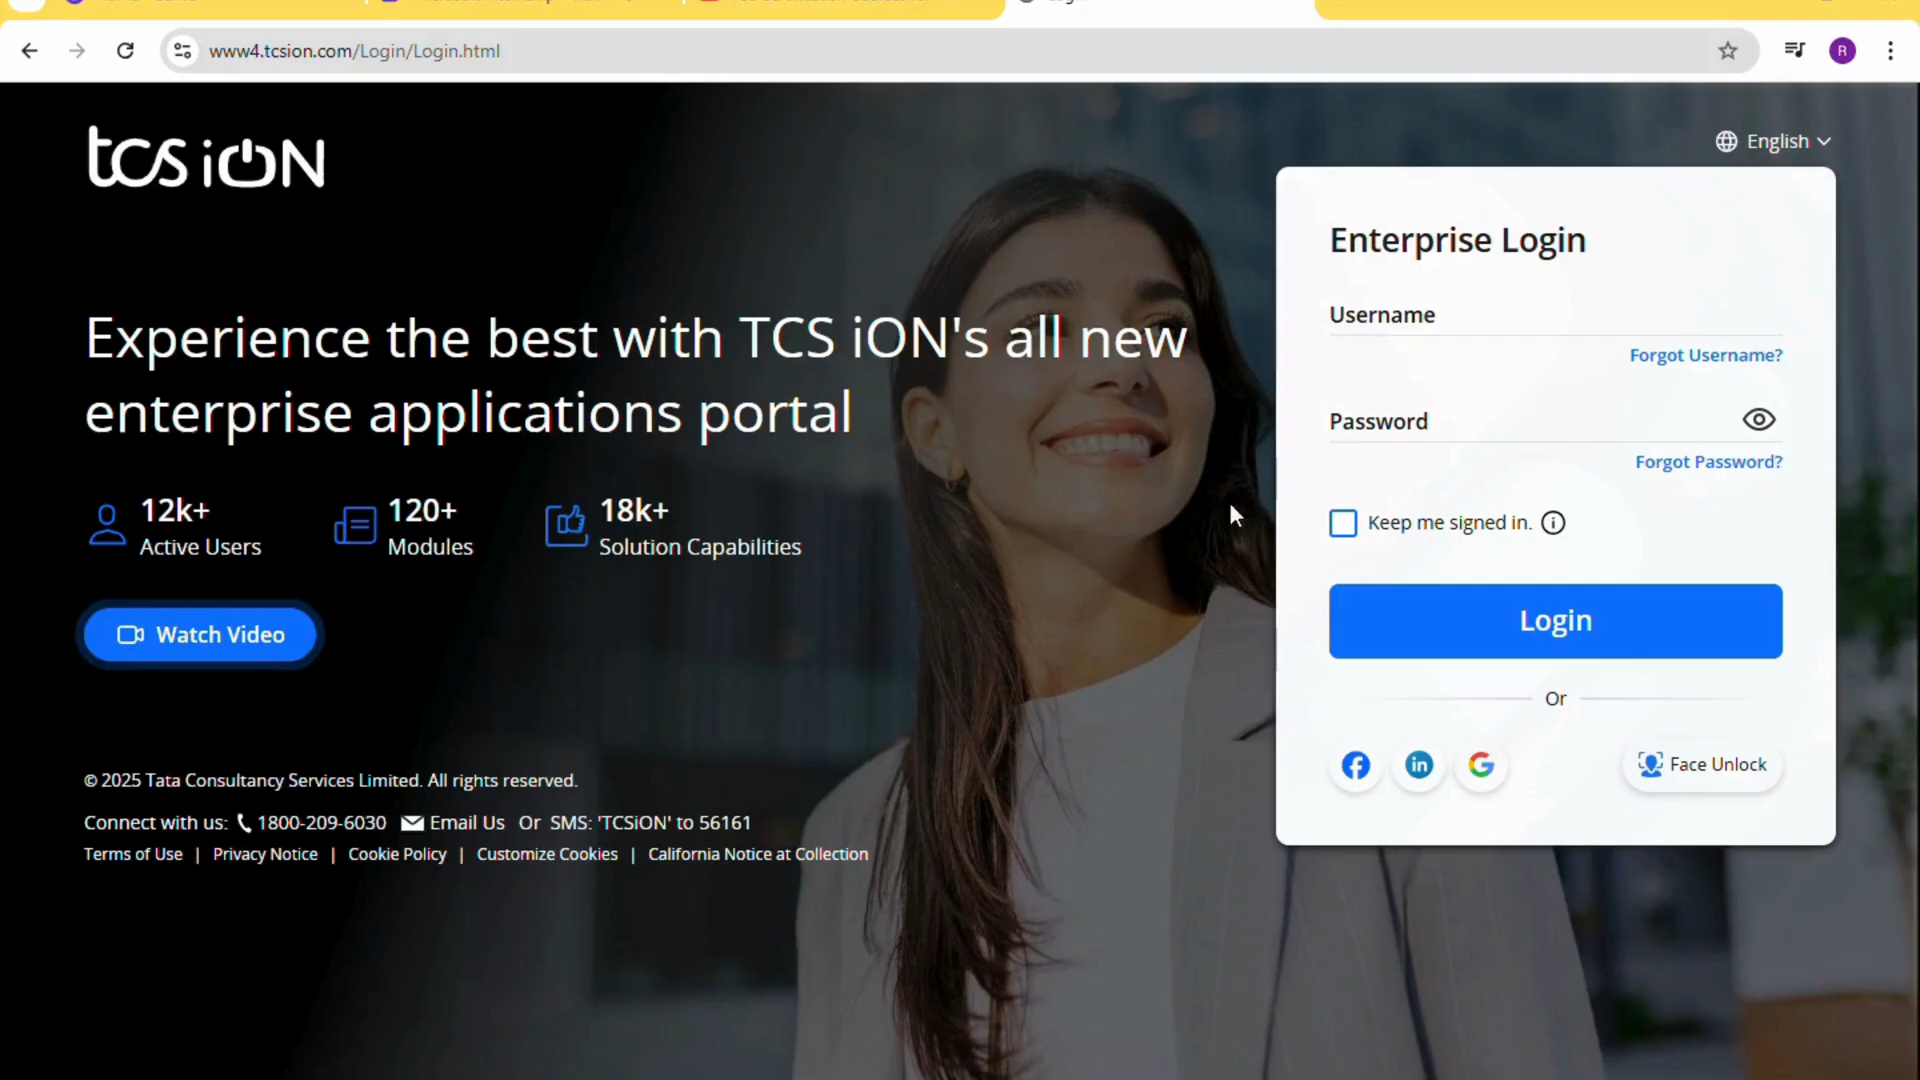 www4.tcsion.com/Login/Login.html
R
tcs iON
English
Enterprise Login
Username
Forgot Username?
Password
Forgot Password?
Keep me signed in.
Login
Or
Face Unlock
Experience the best with TCS iON's all new
enterprise applications portal
12k+
Active Users
120+
Modules
18k+
Solution Capabilities
Watch Video
© 2025 Tata Consultancy Services Limited. All rights reserved.
Connect with us: 1800-209-6030 Email Us Or SMS: 'TCSiON' to 56161
Terms of Use | Privacy Notice | Cookie Policy | Customize Cookies | California Notice at Collection